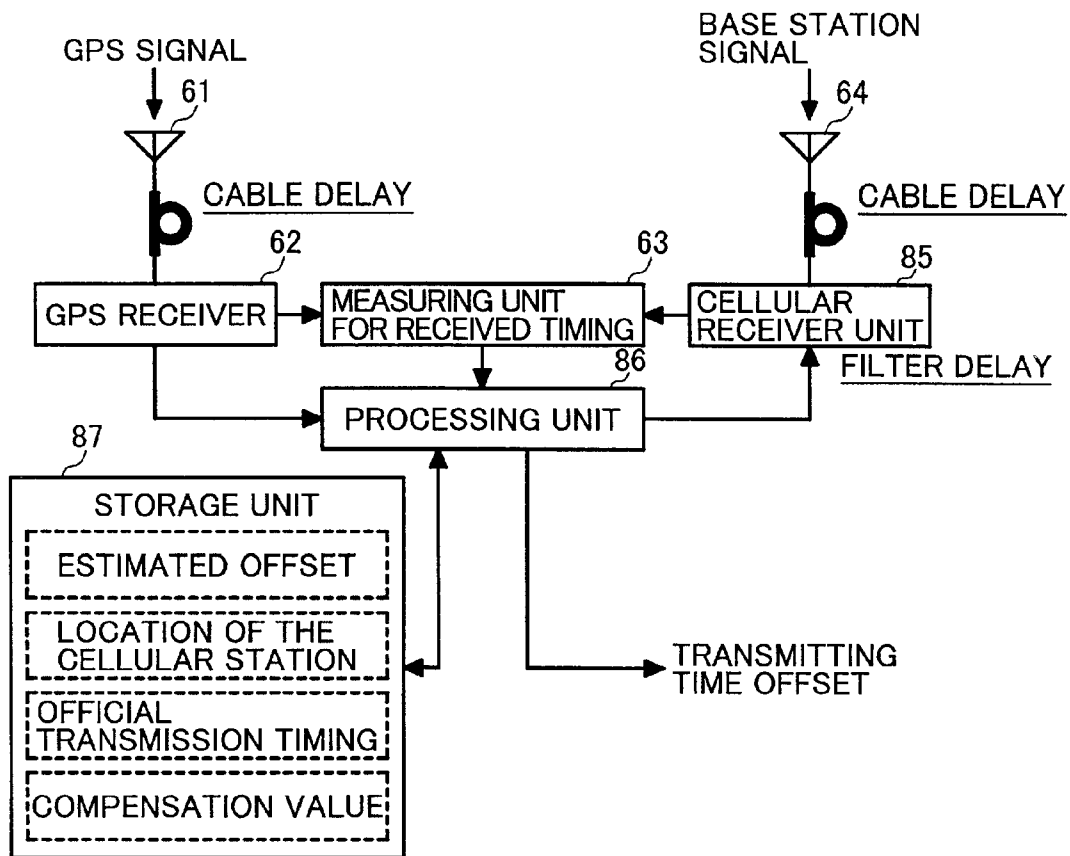 GPS SIGNAL
BASE STATION
SIGNAL
61
64
CABLE DELAY
CABLE DELAY
62
63
85
GPS RECEIVER
MEASURING UNIT
FOR RECEIVED TIMING
CELLULAR
RECEIVER UNIT
86
FILTER DELAY
PROCESSING UNIT
87
STORAGE UNIT
ESTIMATED OFFSET
LOCATION OF THE
CELLULAR STATION
TRANSMITTING
TIME OFFSET
OFFICIAL
TRANSMISSION TIMING
COMPENSATION VALUE